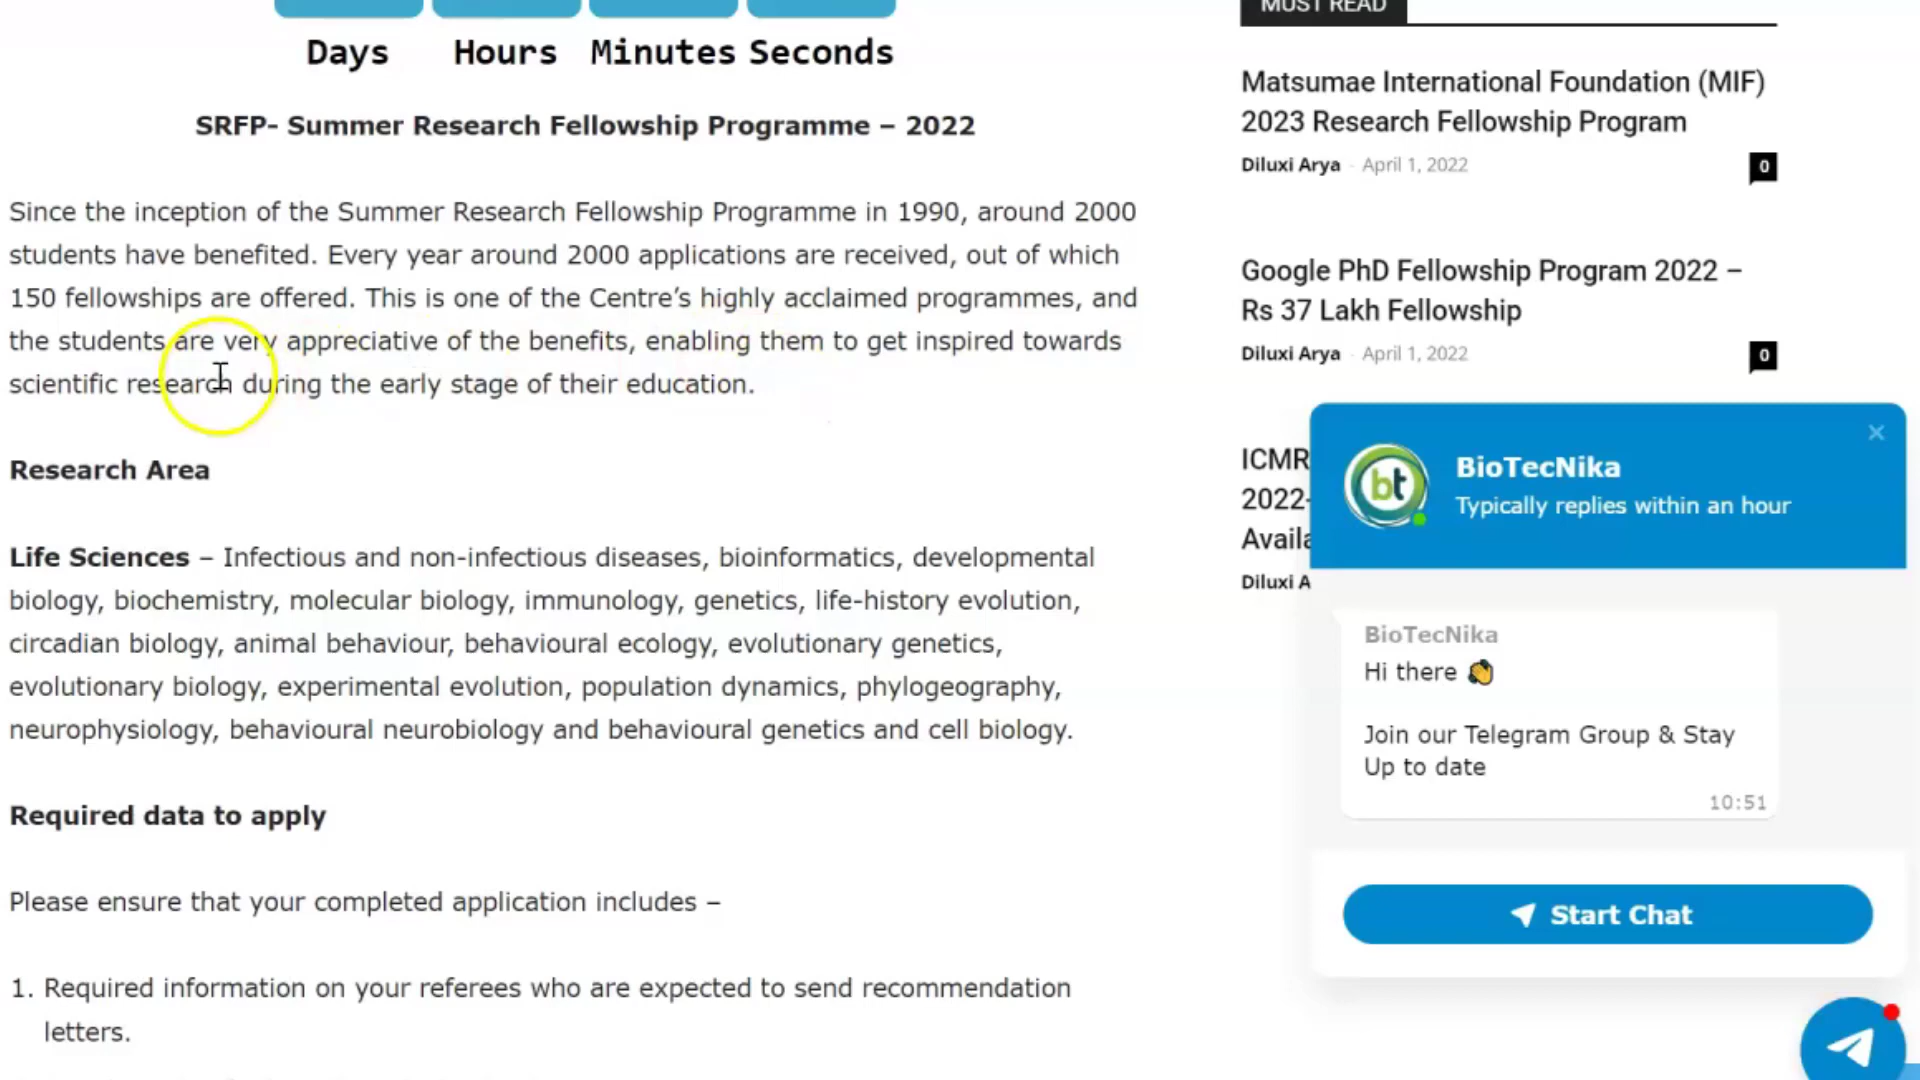 Days Hours Minutes Seconds
SRFP- Summer Research Fellowship Programme – 2022
Since the inception of the Summer Research Fellowship Programme in 1990, around 2000
students have benefited. Every year around 2000 applications are received, out of which
150 fellowships are offered. This is one of the Centre’s highly acclaimed programmes, and
the students are very appreciative of the benefits, enabling them to get inspired towards
scientific research during the early stage of their education.
Research Area
Life Sciences – Infectious and non-infectious diseases, bioinformatics, developmental
biology, biochemistry, molecular biology, immunology, genetics, life-history evolution,
circadian biology, animal behaviour, behavioural ecology, evolutionary genetics,
evolutionary biology, experimental evolution, population dynamics, phylogeography,
neurophysiology, behavioural neurobiology and behavioural genetics and cell biology.
Required data to apply
Please ensure that your completed application includes –
1. Required information on your referees who are expected to send recommendation
letters.
MUST READ
Matsumae International Foundation (MIF)
2023 Research Fellowship Program
Diluxi Arya - April 1, 2022
0
Google PhD Fellowship Program 2022 –
Rs 37 Lakh Fellowship
Diluxi Arya - April 1, 2022
0
ICMR
2022-
Availa
Diluxi A
BioTecNika
Typically replies within an hour
bt
BioTecNika
Hi there
Join our Telegram Group & Stay
Up to date
10:51
Start Chat